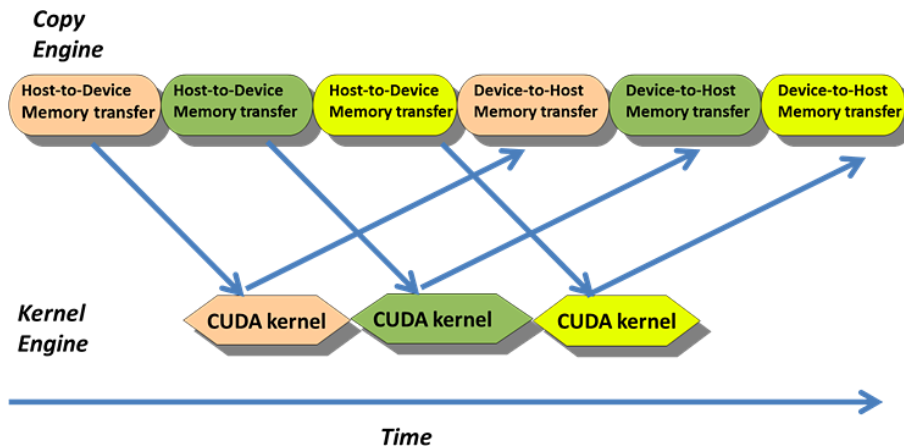 Copy
Engine
Host-to-Device
Memory transfer
Host-to-Device
Memory transfer
Host-to-Device
Memory transfer
Device-to-Host
Memory transfer
Device-to-Host
Memory transfer
Device-to-Host
Memory transfer
Kernel
Engine
CUDA kernel
CUDA kernel
CUDA kernel
Time